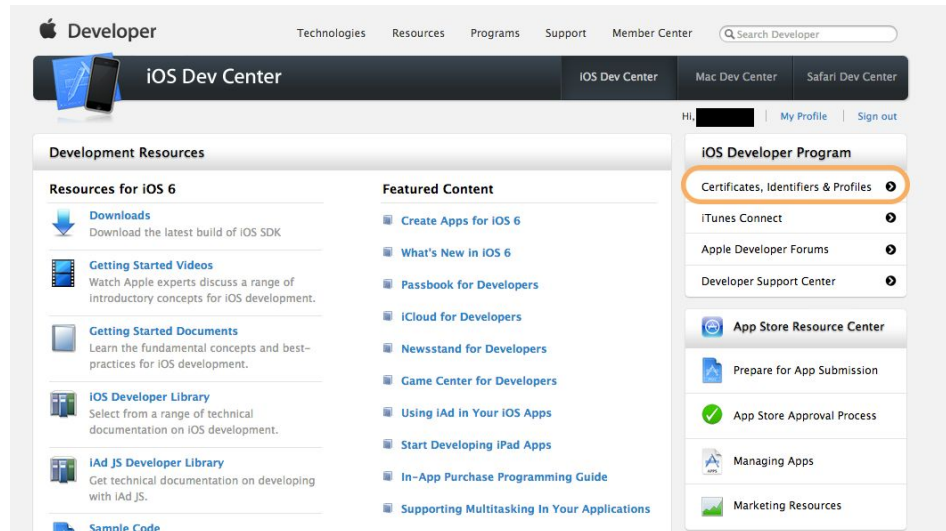 Developer
Technologies Resources Programs Support Member Center Search Developer
iOS Dev Center
iOS Dev Center Mac Dev Center Safari Dev Center
Hi, My Profile Sign out
Development Resources
Resources for iOS 6
Downloads
Download the latest build of iOS SDK
Getting Started Videos
Watch Apple experts discuss a range of
introductory concepts for iOS development.
Getting Started Documents
Learn the fundamental concepts and best-
practices for iOS development.
iOS Developer Library
Select from a range of technical
documentation on iOS development.
iAd JS Developer Library
Get technical documentation on developing
with iAd JS.
Sample Code
Featured Content
Create Apps for iOS 6
What's New in iOS 6
Passbook for Developers
iCloud for Developers
Newsstand for Developers
Game Center for Developers
Using iAd in Your iOS Apps
Start Developing iPad Apps
In-App Purchase Programming Guide
Supporting Multitasking In Your Applications
iOS Developer Program
Certificates, Identifiers & Profiles
iTunes Connect
Apple Developer Forums
Developer Support Center
App Store Resource Center
Prepare for App Submission
App Store Approval Process
Managing Apps
Marketing Resources